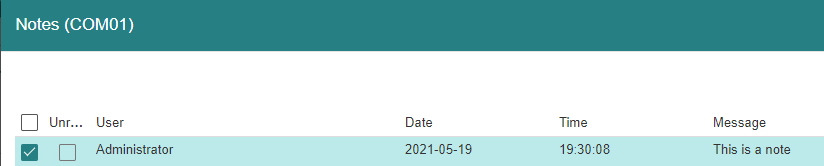 Notes (COM01)
Unr... User Date Time Message
Administrator 2021-05-19 19:30:08 This is a note